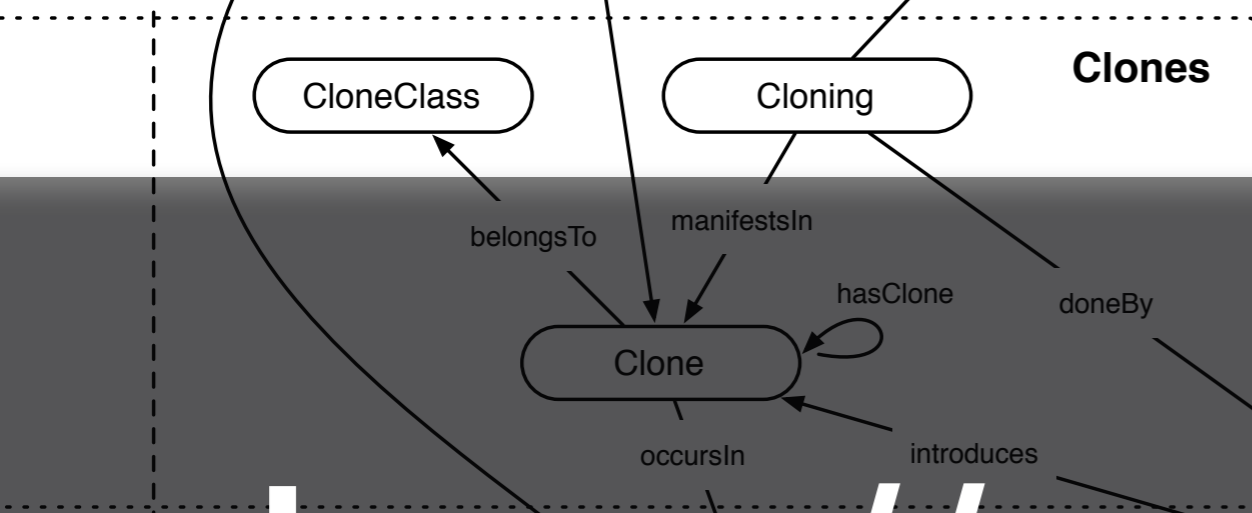 Clones
CloneClass
Cloning
belongsTo
manifestsIn
hasClone
doneBy
Clone
occursIn
introduces